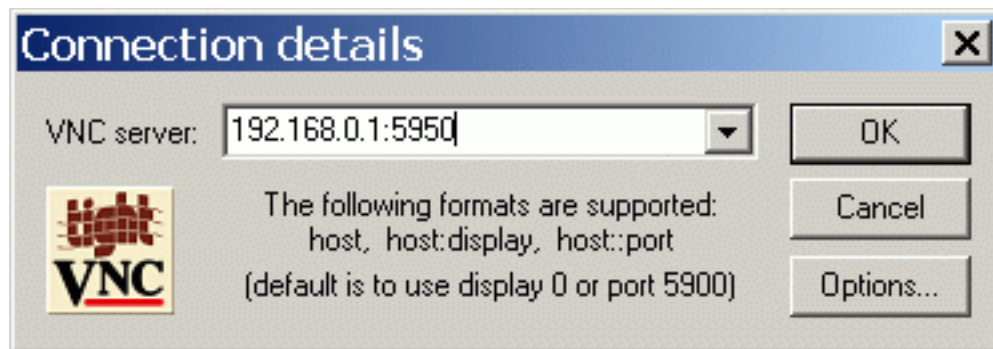 Connection details
VNC server: 192.168.0.1:5950 OK
tight
VNC
The following formats are supported:
host, host:display, host::port
(default is to use display 0 or port 5900)
Cancel
Options...